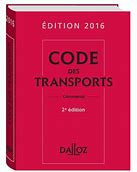 ÉDITION 2016
CODE
DES
TRANSPORTS
Commenté
2e édition
DALLOZ